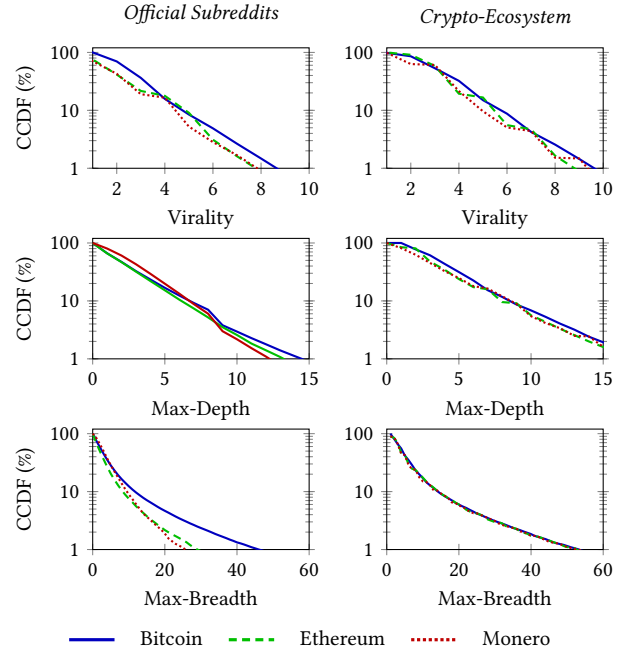 Official Subreddits
Crypto-Ecosystem
CCDF (%)
100
10
1
2 4 6 8 10
Virality
100
10
1
2 4 6 8 10
Virality
CCDF (%)
100
10
1
0 5 10 15
Max-Depth
100
10
1
0 5 10 15
Max-Depth
CCDF (%)
100
10
1
0 20 40 60
Max-Breadth
100
10
1
0 20 40 60
Max-Breadth
Bitcoin Ethereum Monero